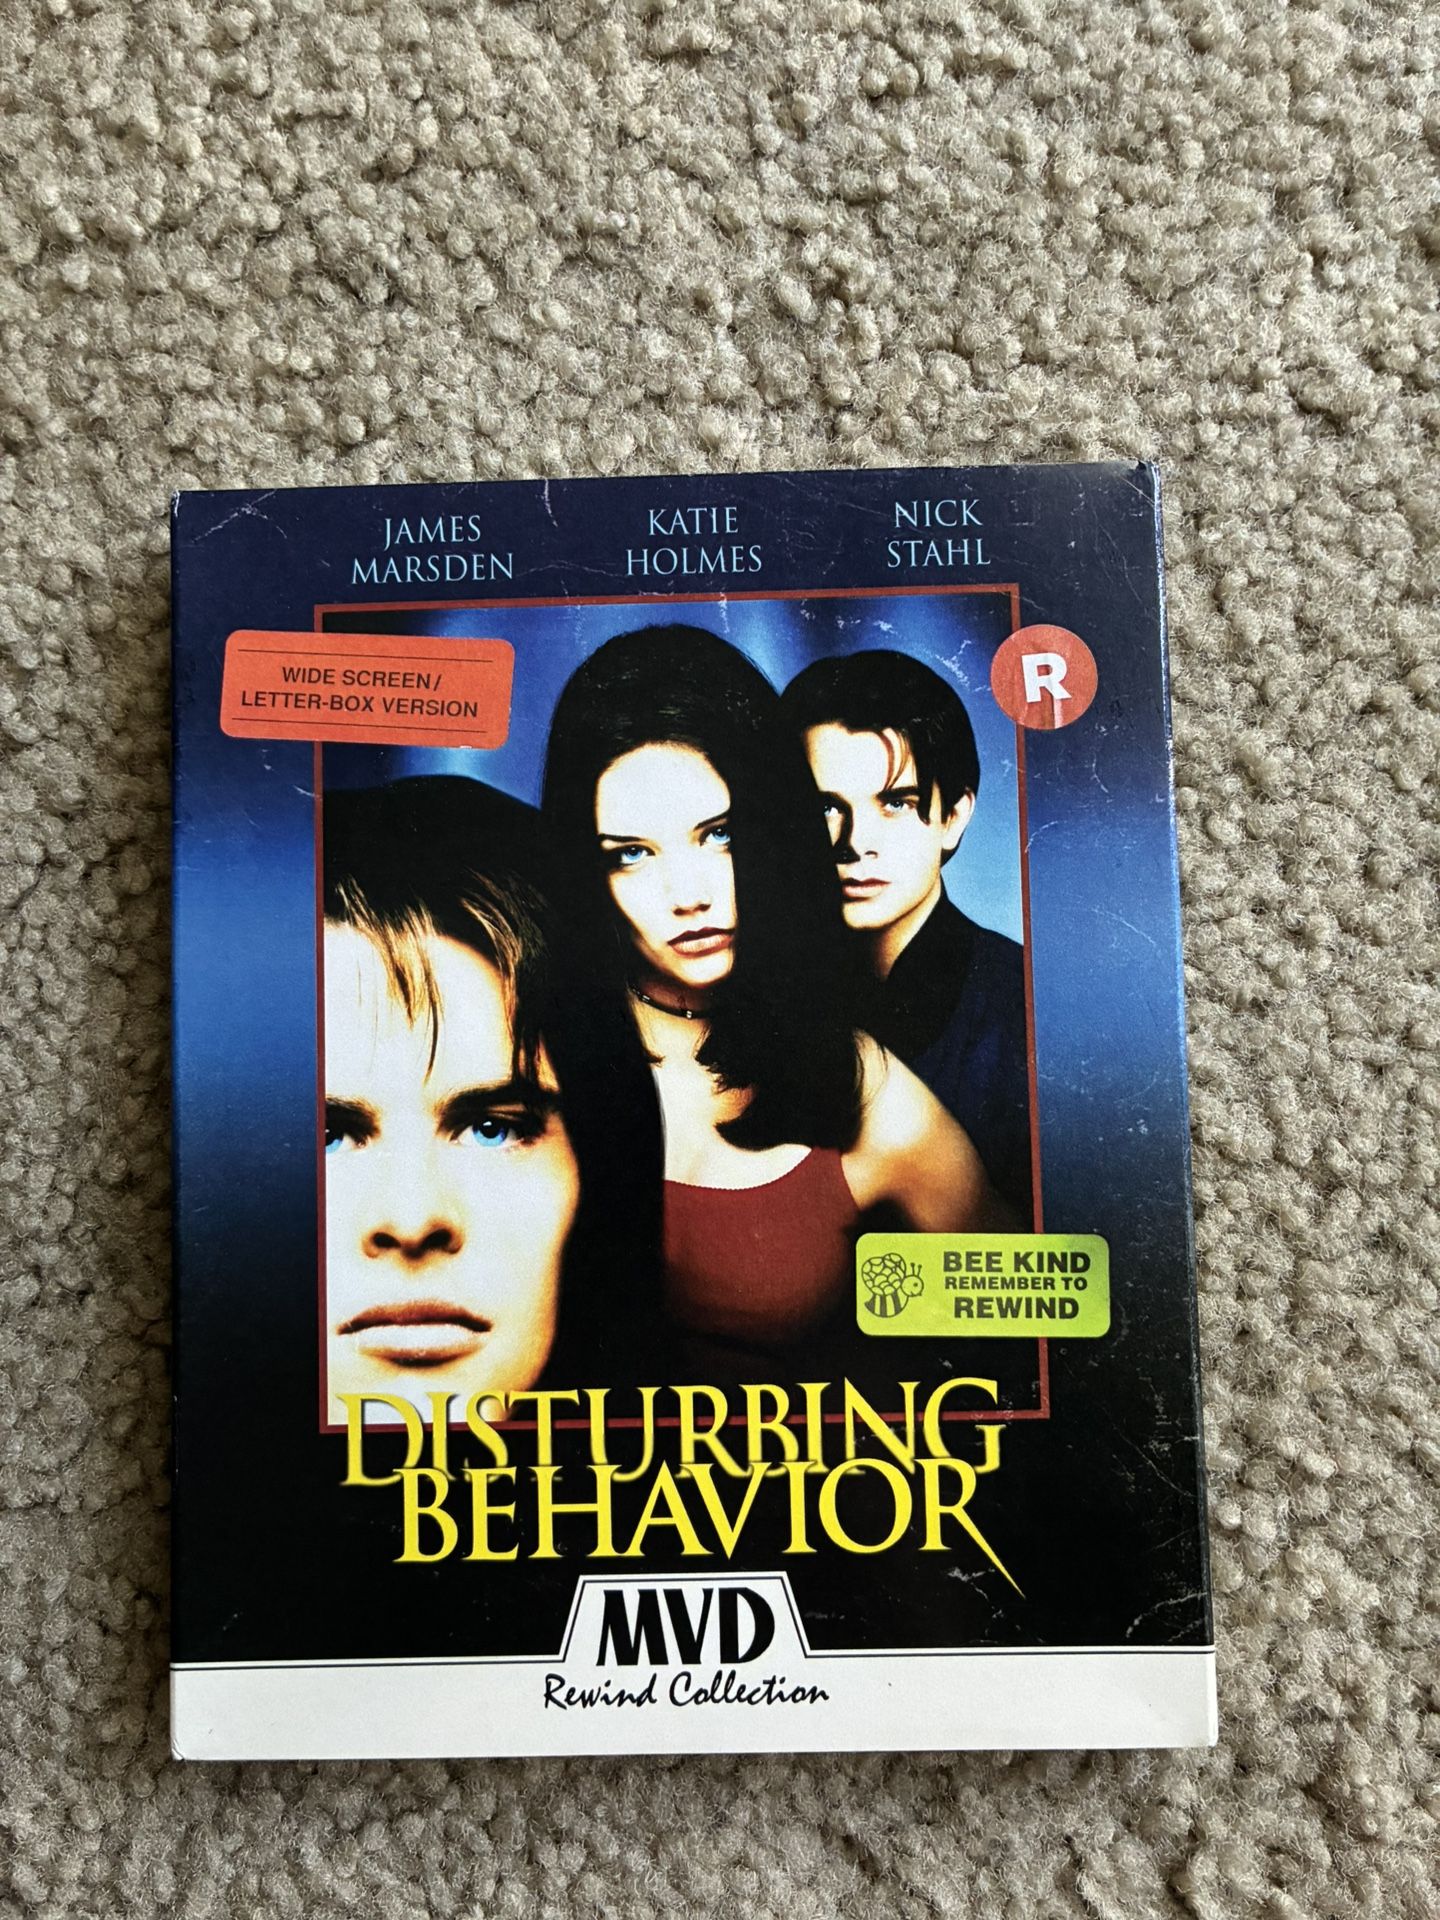 JAMES
MARSDEN
KATIE
HOLMES
NICK
STAHL
WIDE SCREEN/
LETTER-BOX VERSION
R
BEE KIND
REMEMBER TO
REWIND
DISTURBING
BEHAVIOR
MVD
Rewind Collection